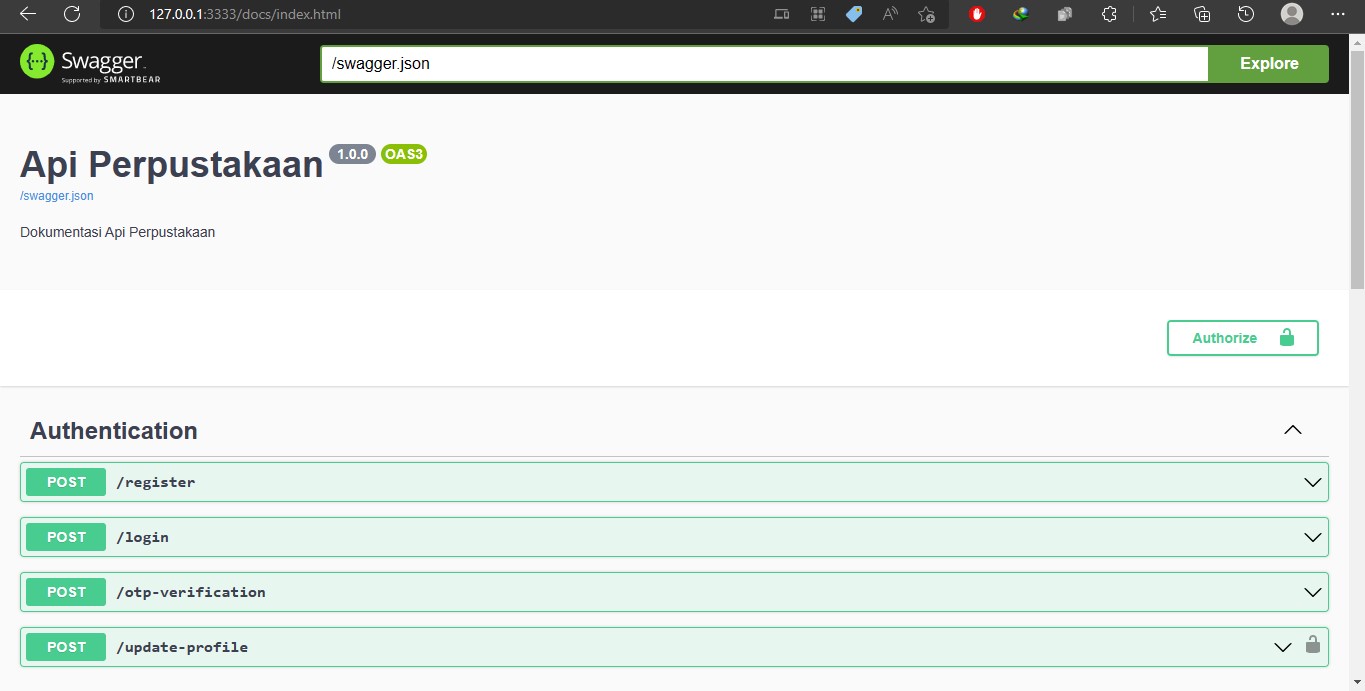 127.0.0.1:3333/docs/index.html
Swagger.
Supported by SMARTBEAR
/swagger.json
Explore
Api Perpustakaan 1.0.0 OAS3
/swagger.json
Dokumentasi Api Perpustakaan
Authorize
Authentication
POST /register
POST /login
POST /otp-verification
POST /update-profile